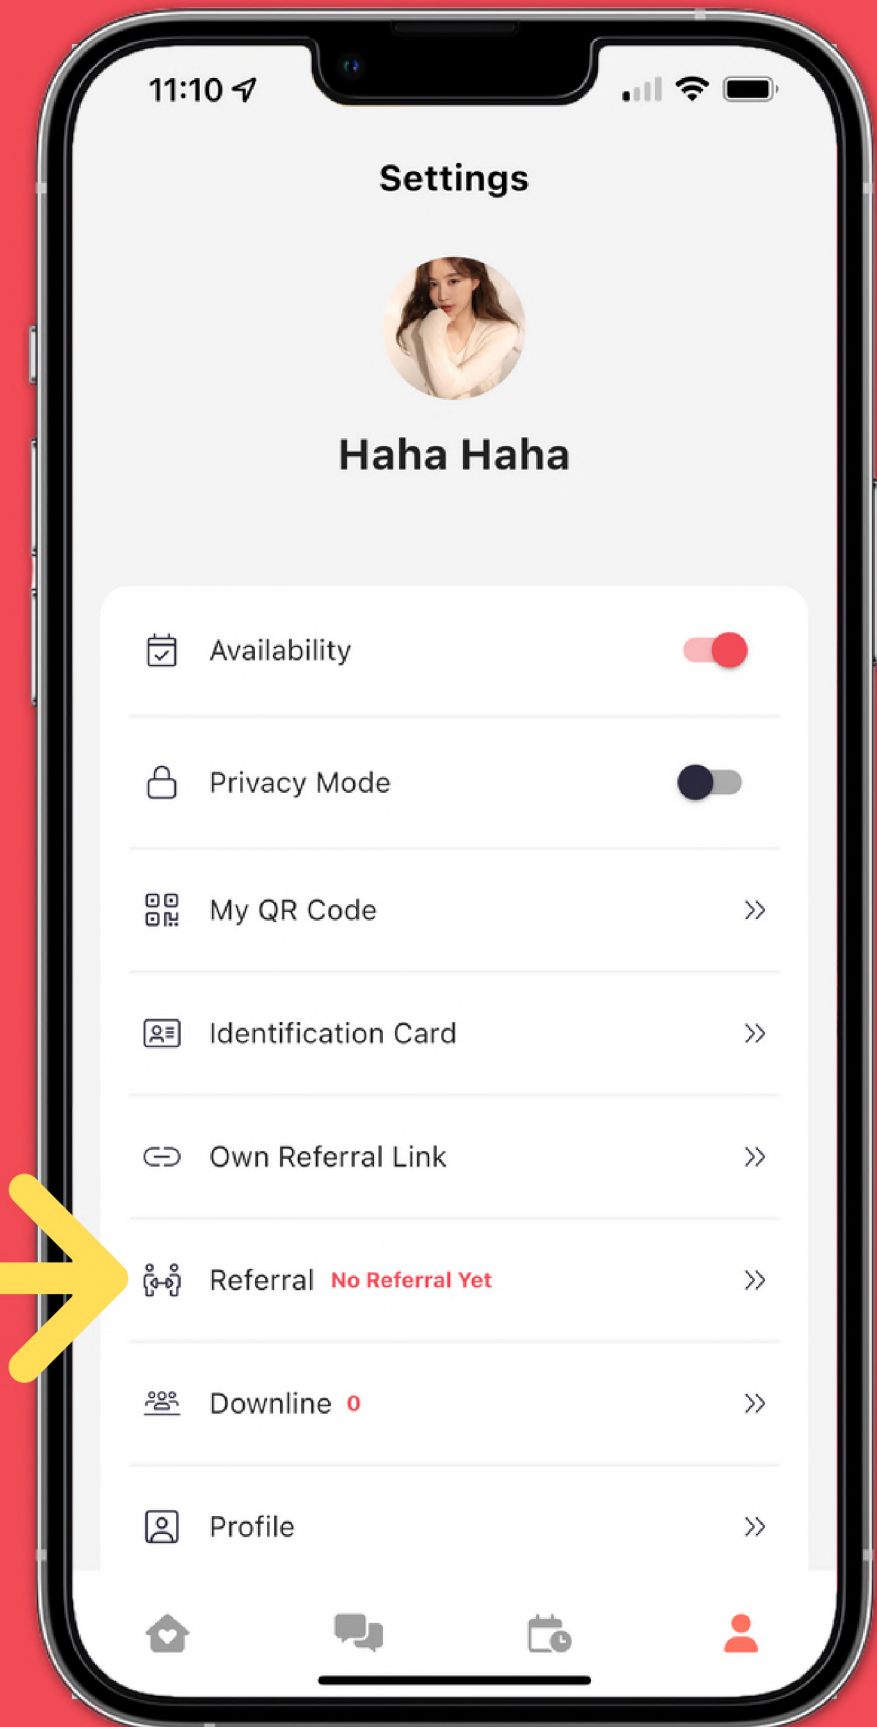 11:10
Settings
Haha Haha
Availability
Privacy Mode
My QR Code
Identification Card
Own Referral Link
Referral No Referral Yet
Downline 0
Profile